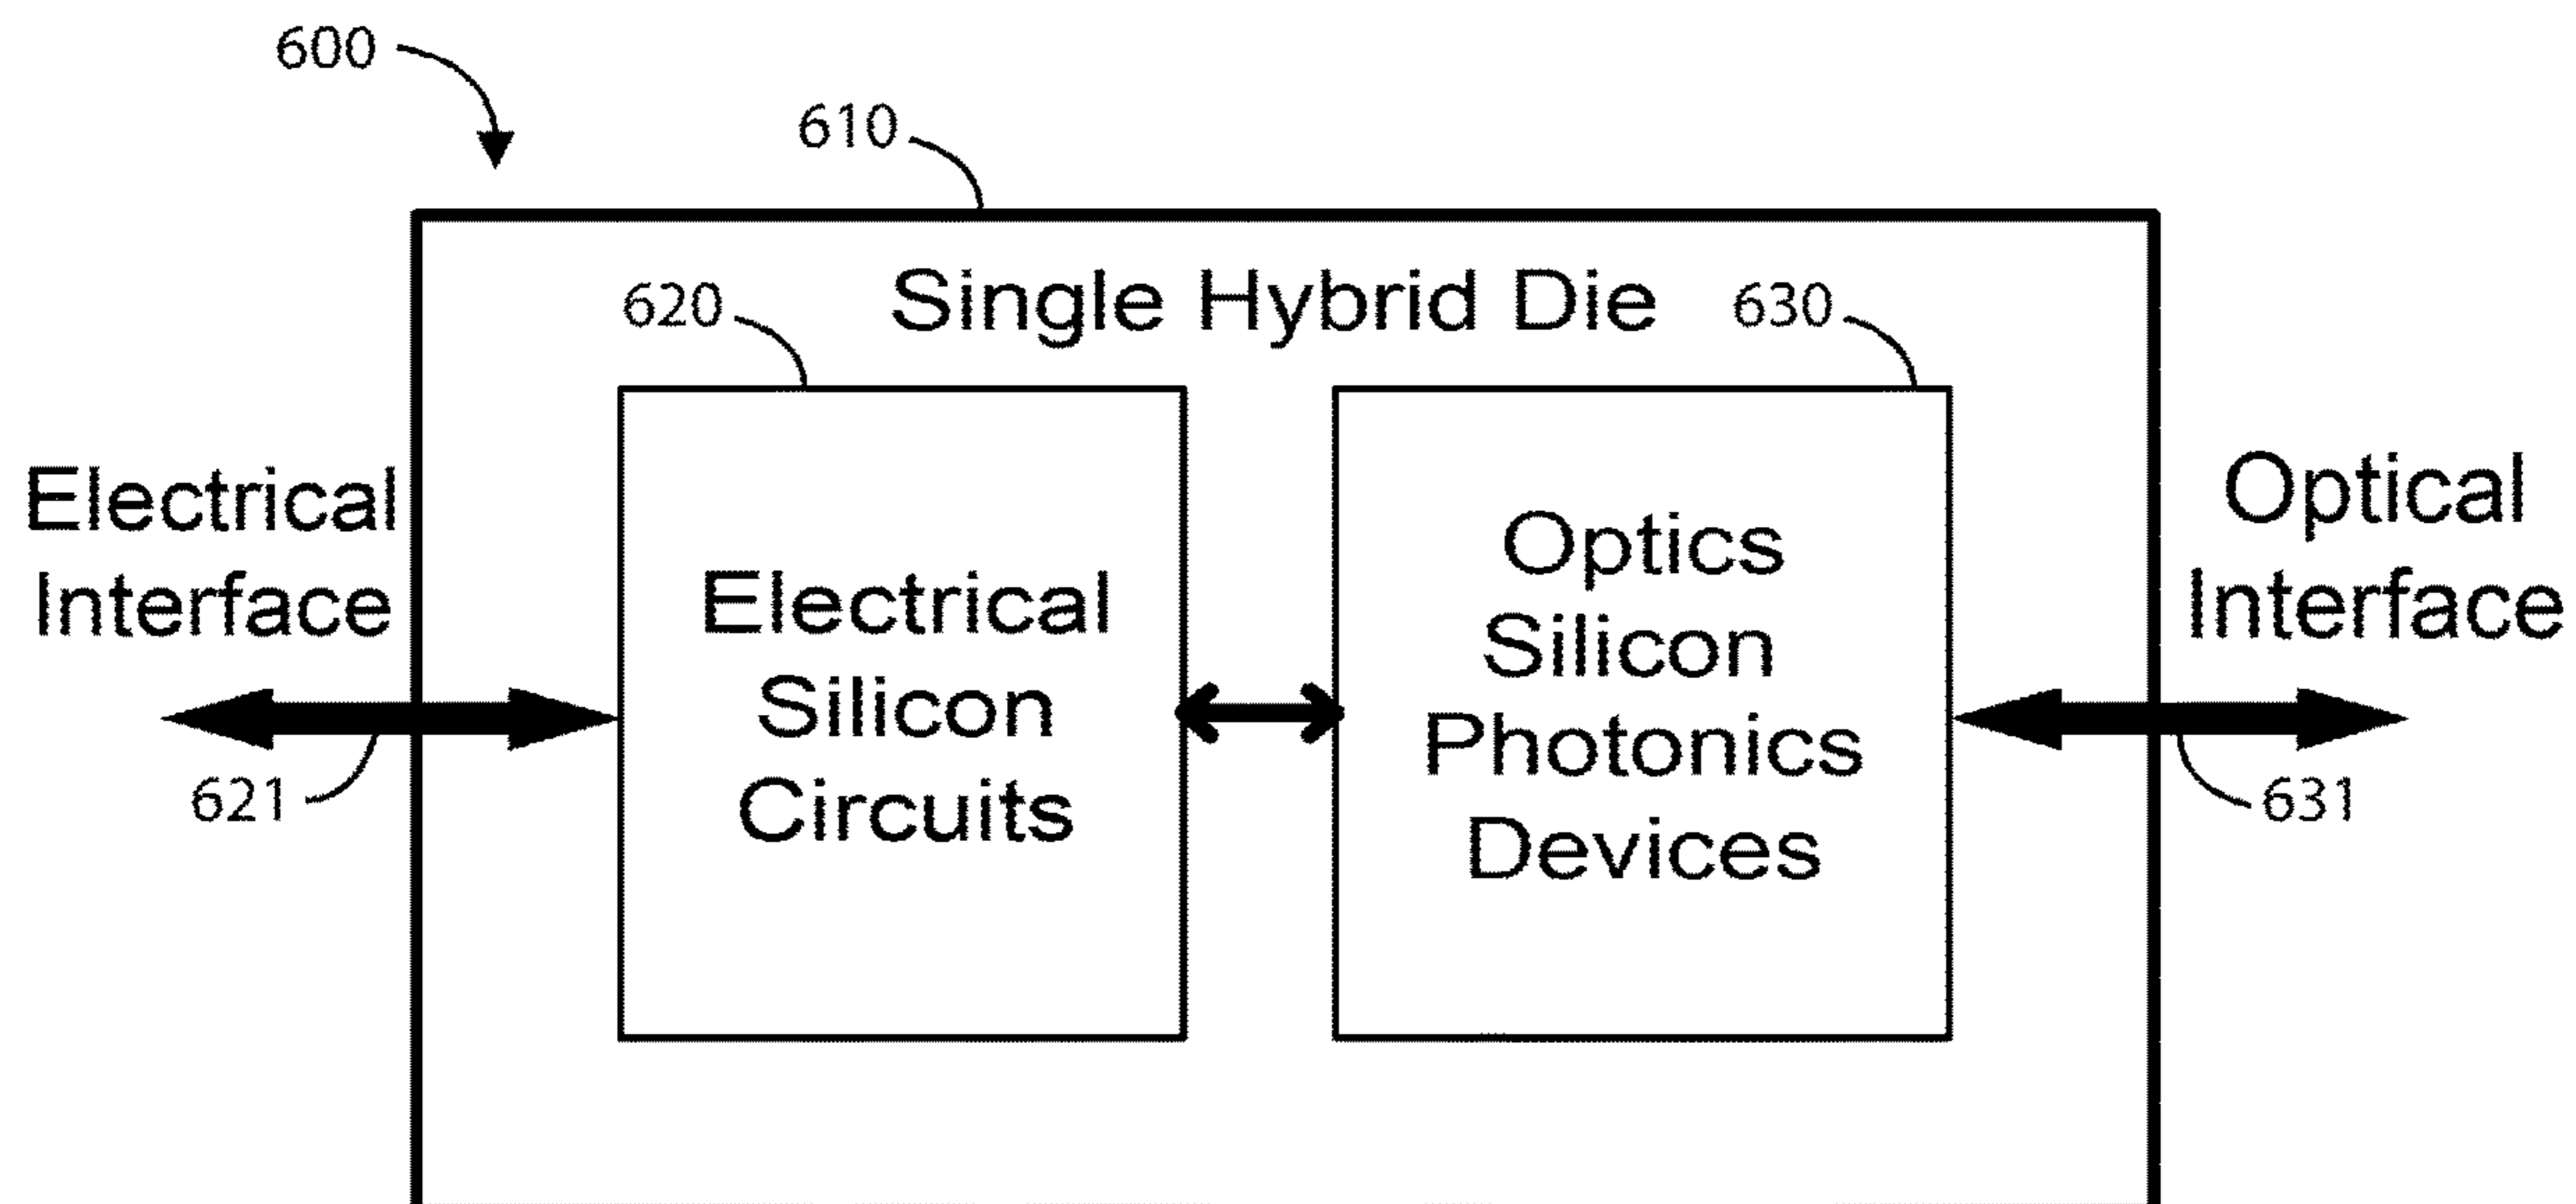 600
610
Single Hybrid Die
620
630
Electrical
Interface
621
Electrical
Silicon
Circuits
Optics
Silicon
Photonics
Devices
Optical
Interface
631